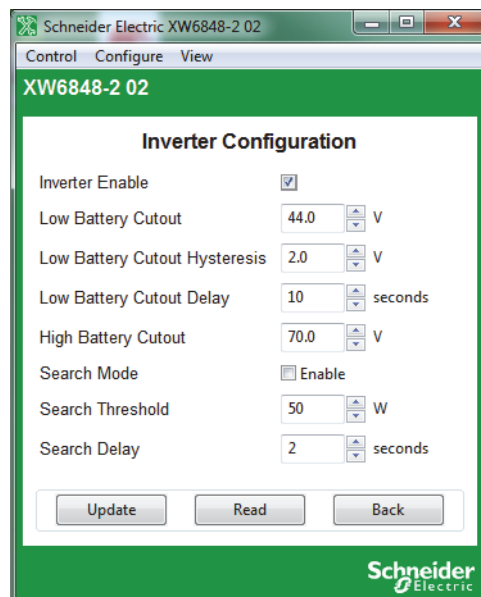 Schneider Electric XW6848-2 02
Control Configure View
XW6848-2 02
Inverter Configuration
Inverter Enable
Low Battery Cutout 44.0 V
Low Battery Cutout Hysteresis 2.0 V
Low Battery Cutout Delay 10 seconds
High Battery Cutout 70.0 V
Search Mode Enable
Search Threshold 50 W
Search Delay 2 seconds
Update Read Back
Schneider
Electric